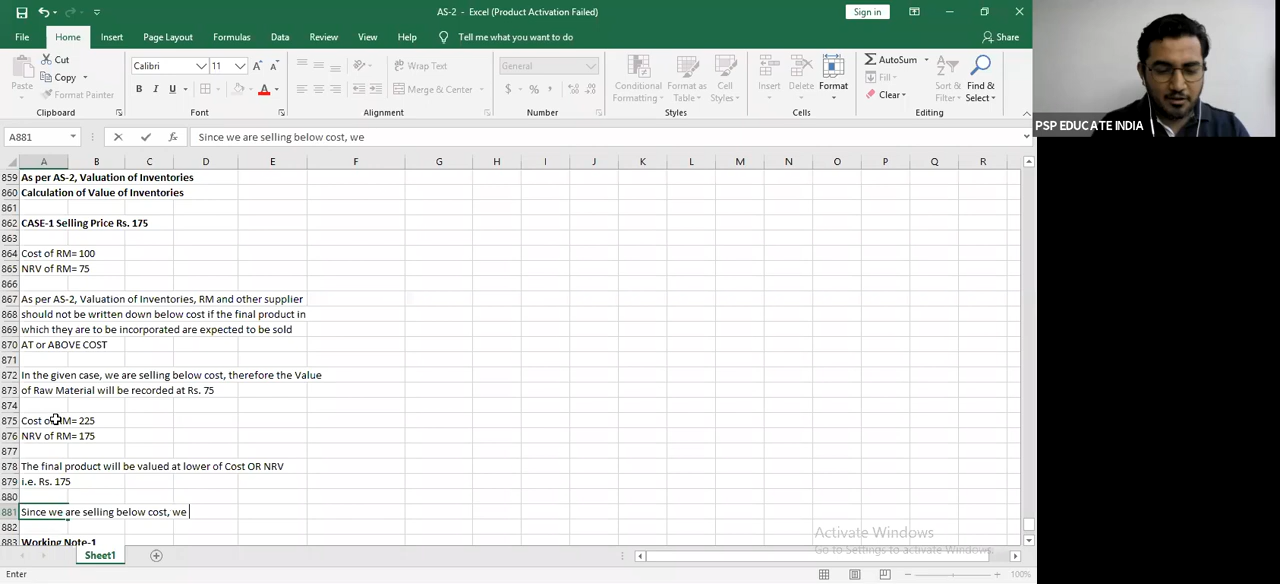 AS-2 - Excel (Product Activation Failed)
Sign in
File Home Insert Page Layout Formulas Data Review View Help Tell me what you want to do Share
Paste Cut Copy Format Painter Clipboard
Calibri 11 B I U Font
Wrap Text Merge & Center Alignment
General $ % , Number
Conditional Formatting Format as Table Cell Styles Styles
Insert Delete Format Cells
AutoSum Fill Clear Sort & Filter Find & Select Editing
A881 fx Since we are selling below cost, we
A B C D E F G H I J K L M N O P Q R
859 As per AS-2, Valuation of Inventories
860 Calculation of Value of Inventories
861
862 CASE-1 Selling Price Rs. 175
863
864 Cost of RM= 100
865 NRV of RM= 75
866
867 As per AS-2, Valuation of Inventories, RM and other supplier
868 should not be written down below cost if the final product in
869 which they are to be incorporated are expected to be sold
870 AT or ABOVE COST
871
872 In the given case, we are selling below cost, therefore the Value
873 of Raw Material will be recorded at Rs. 75
874
875 Cost of RM= 225
876 NRV of RM= 175
877
878 The final product will be valued at lower of Cost OR NRV
879 i.e. Rs. 175
880
881 Since we are selling below cost, we
882
883 Working Note-1
Activate Windows
Go to Settings to activate Windows.
Sheet1
Enter
100%
PSP EDUCATE INDIA